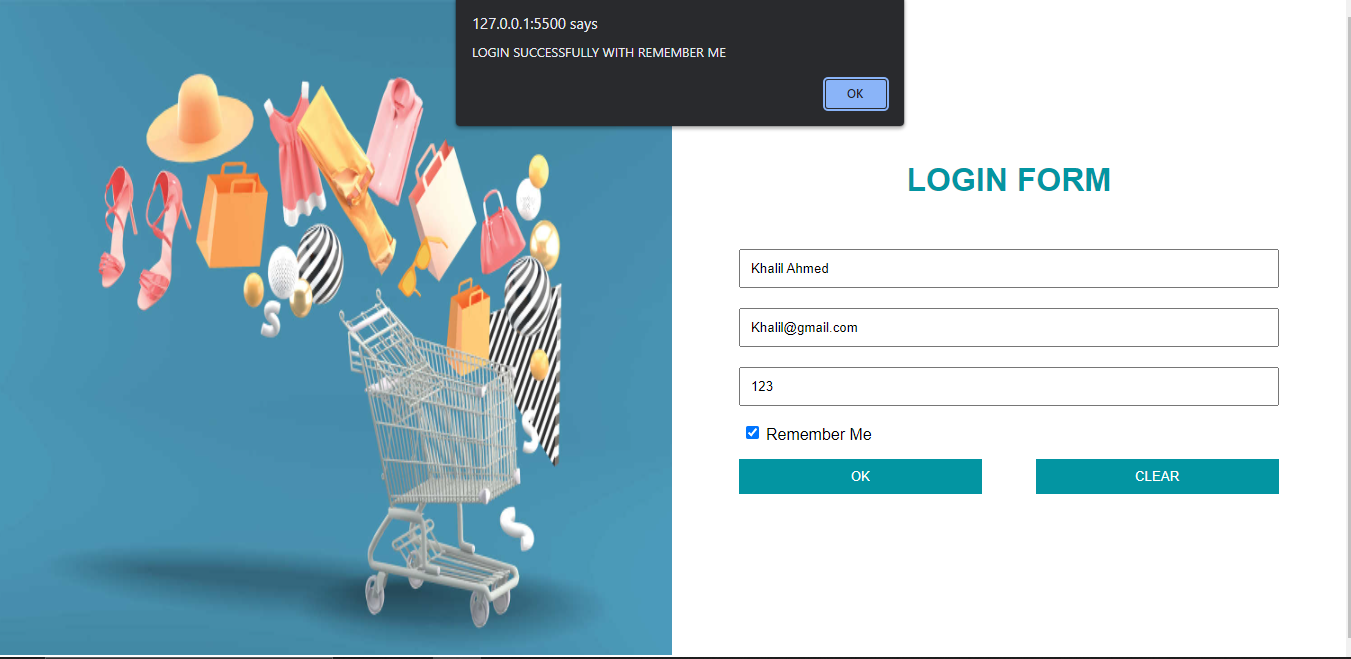 127.0.0.1:5500 says
LOGIN SUCCESSFULLY WITH REMEMBER ME
OK
LOGIN FORM
Khalil Ahmed
Khalil@gmail.com
123
Remember Me
OK
CLEAR
S
S
S